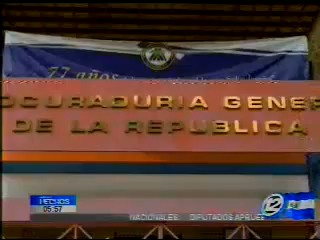 77 años
OCURADURIA GENER
DE LA REPUBLICA
HECHOS
05:57
12
NACIONALES DIPUTADOS APRUEB